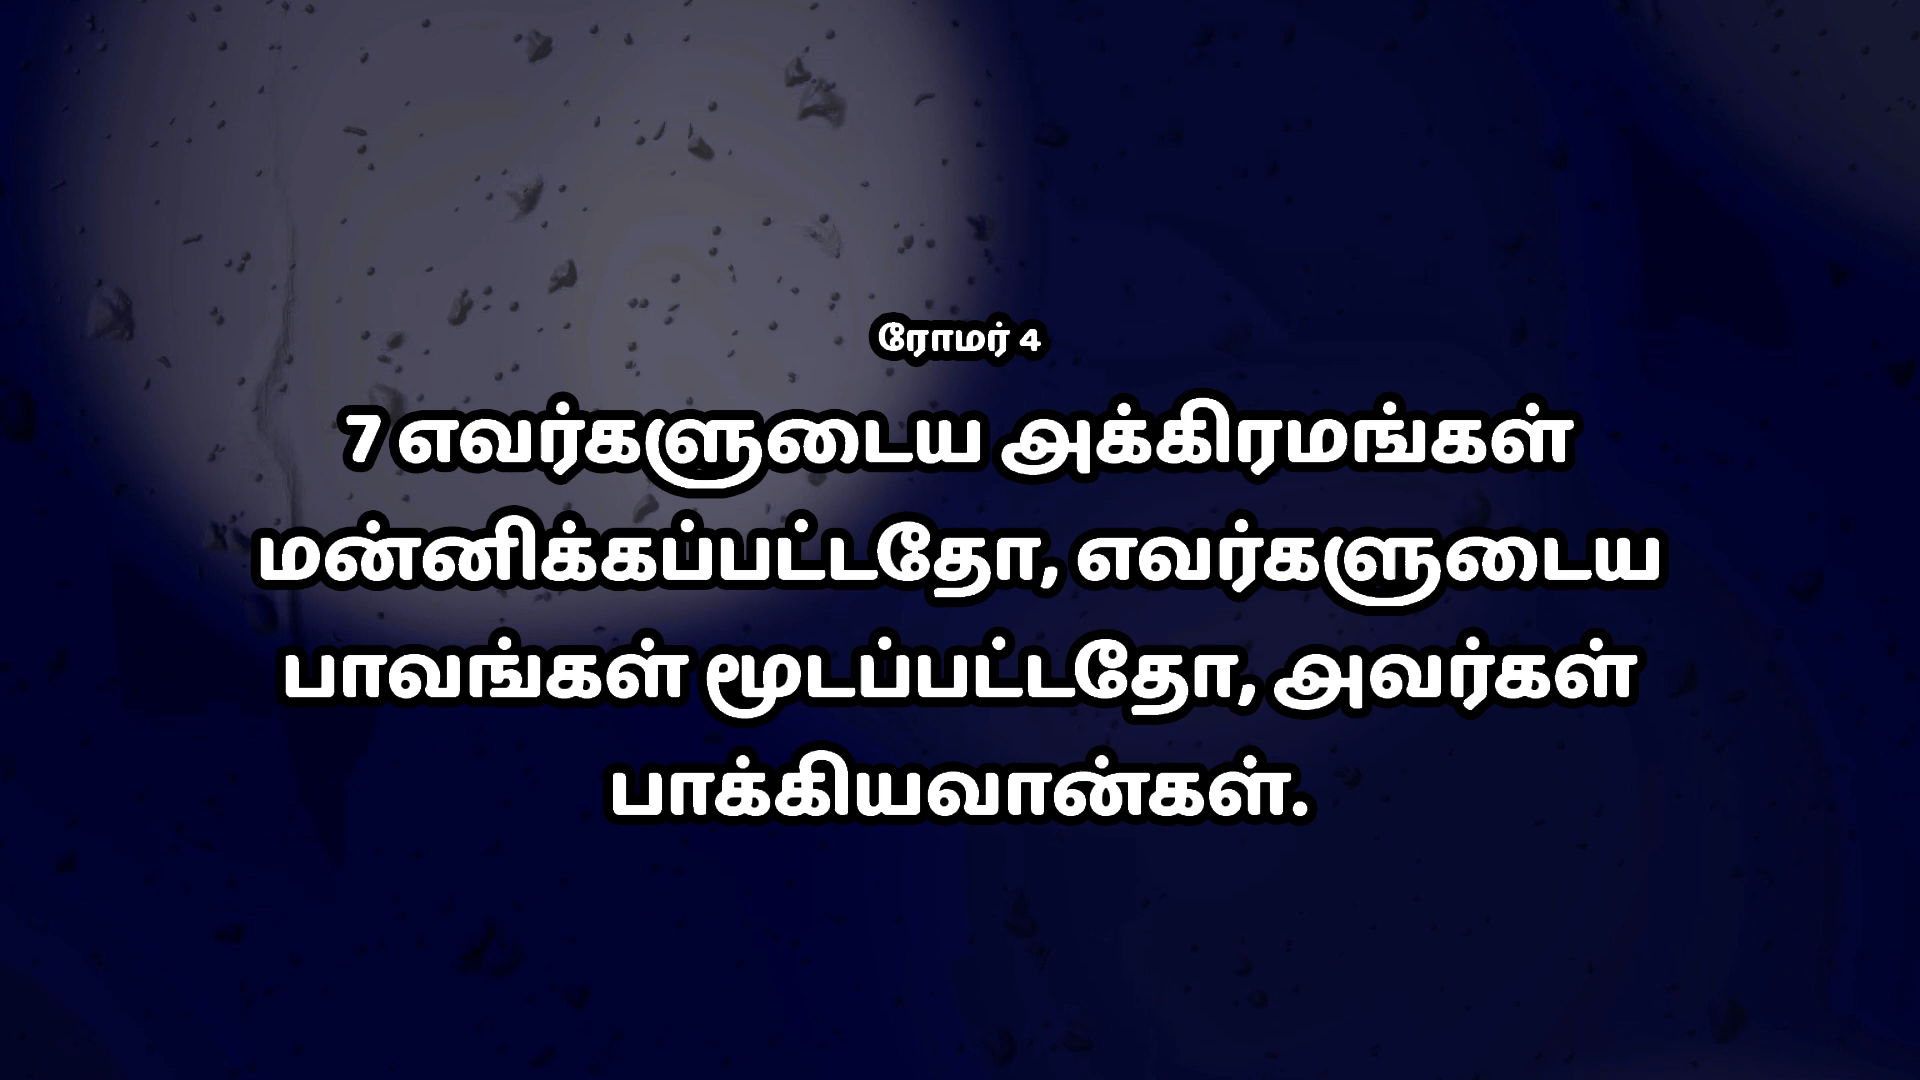 ரோமர் 4
7 எவர்களுடைய அக்கிரமங்கள்
மன்னிக்கப்பட்டதோ, எவர்களுடைய
பாவங்கள் மூடப்பட்டதோ, அவர்கள்
பாக்கியவான்கள்.